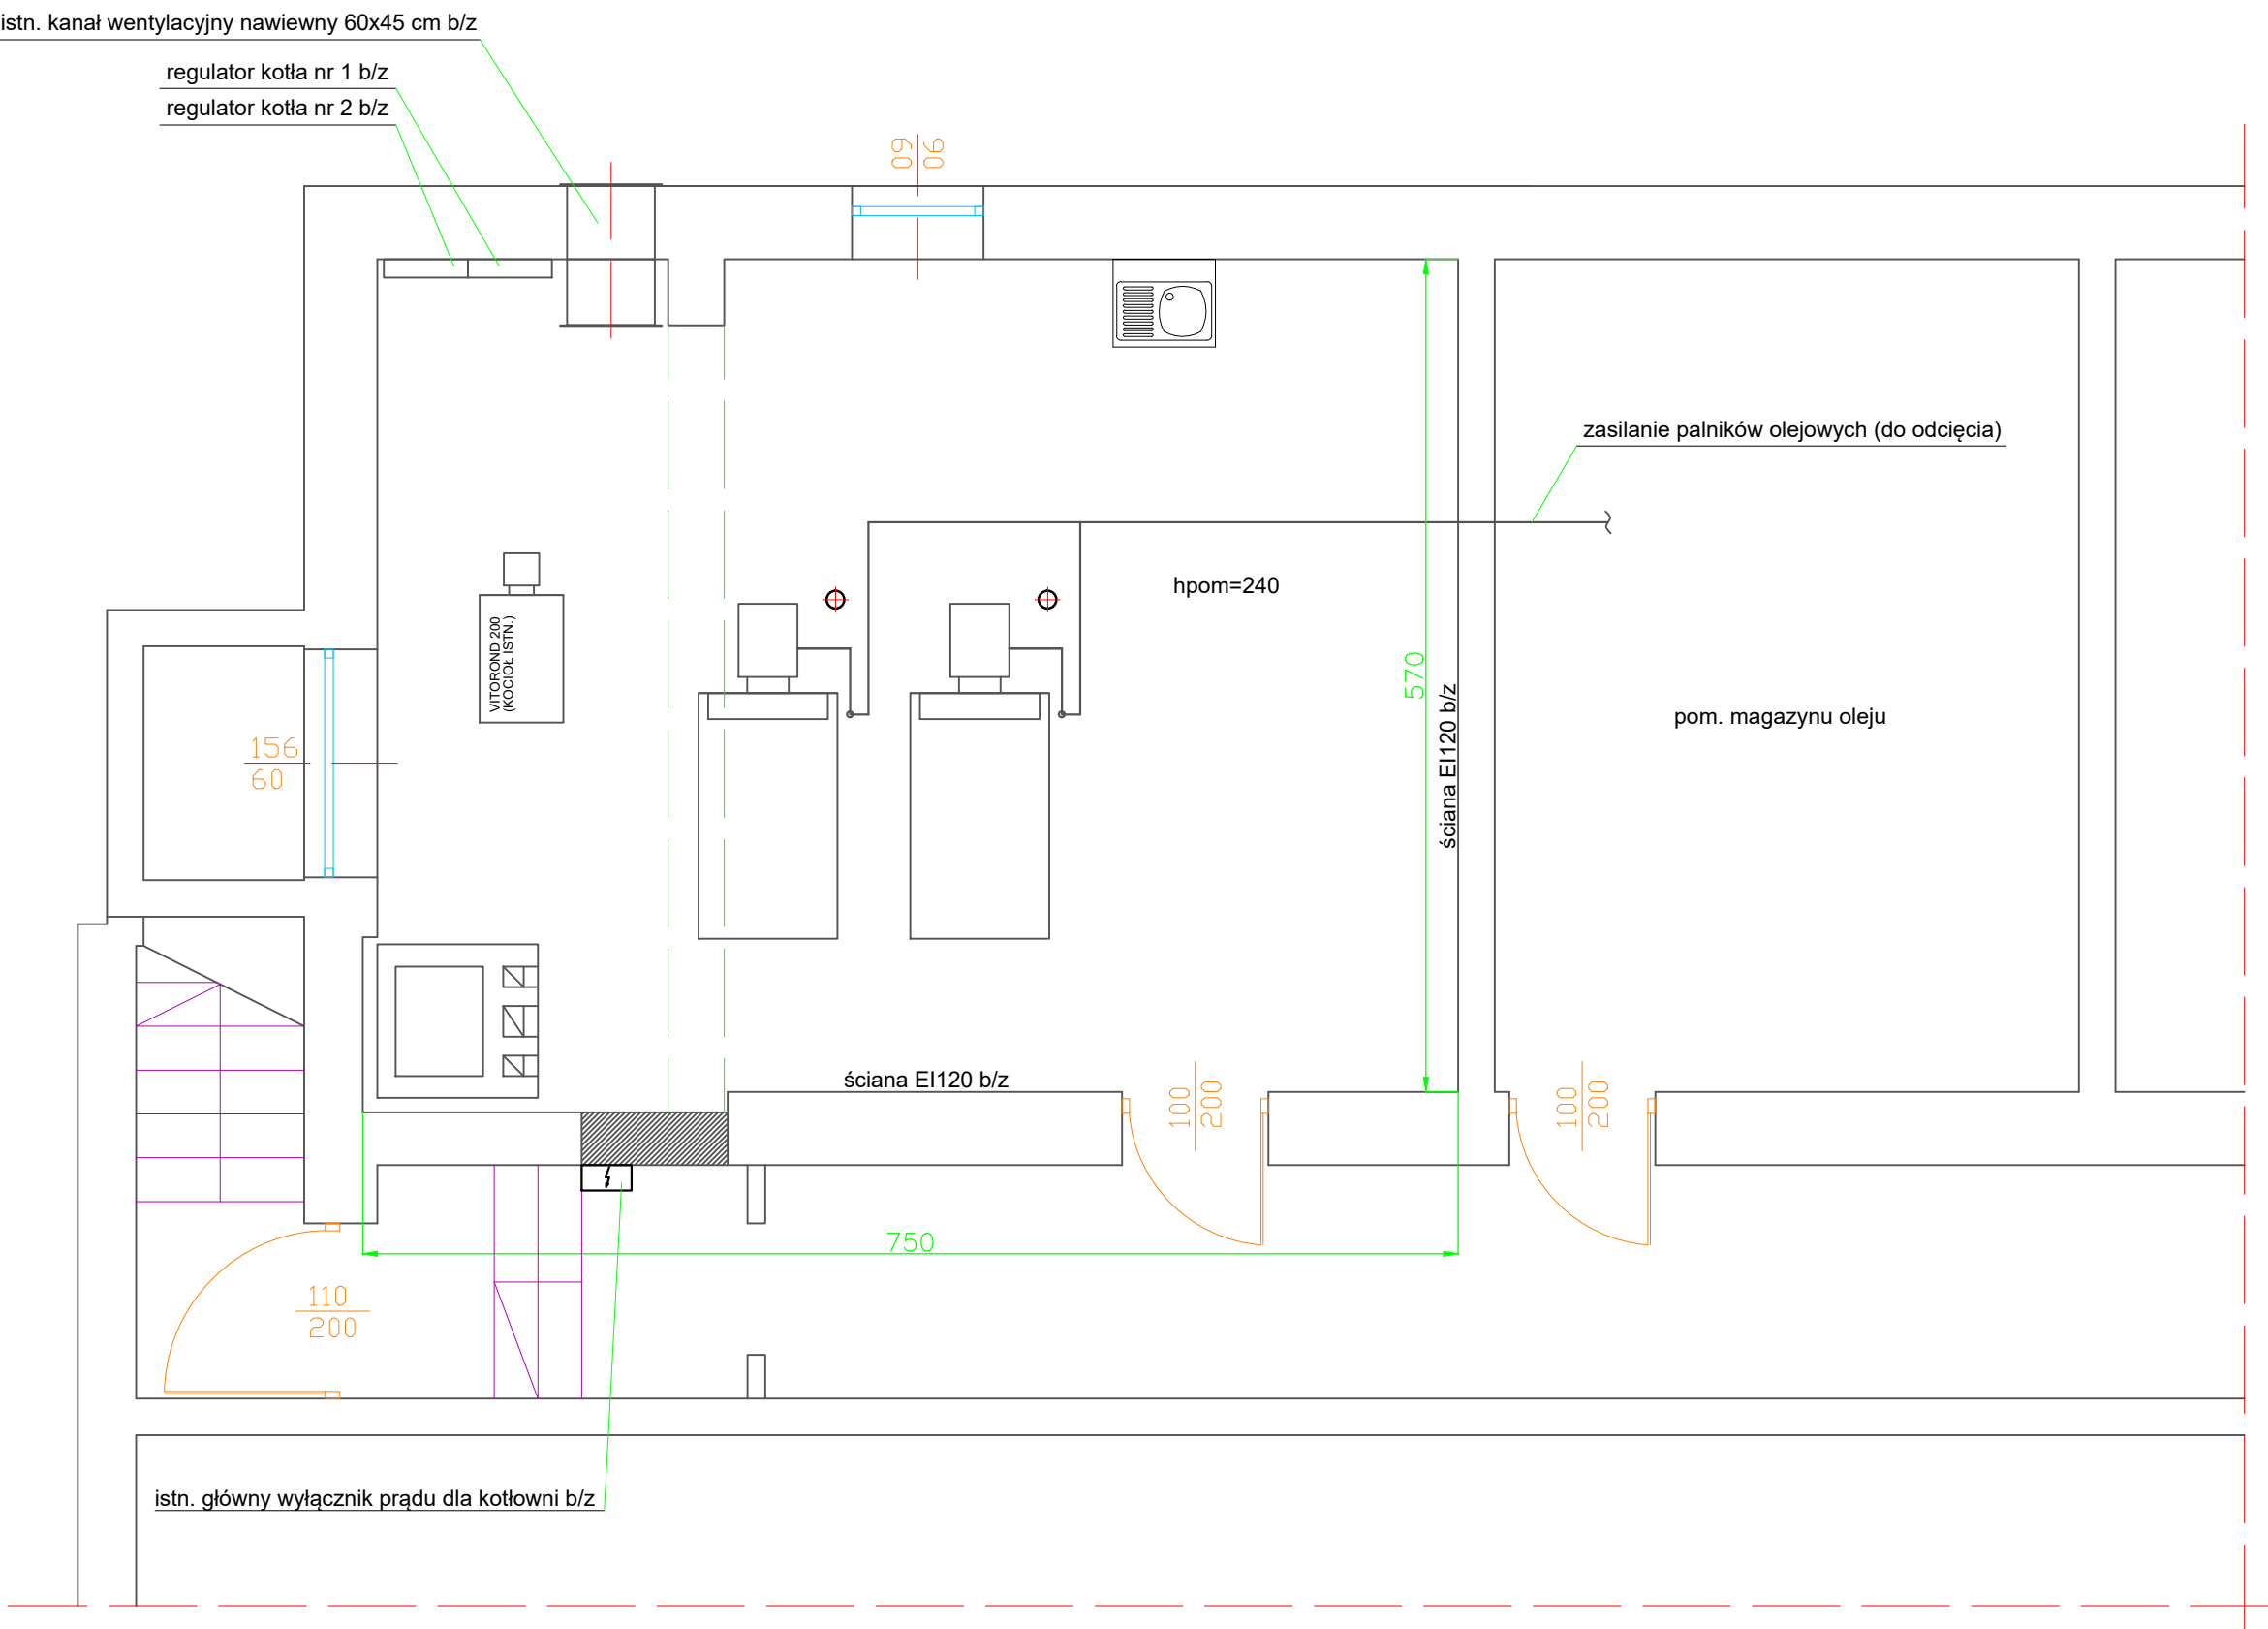 istn. kanał wentylacyjny nawiewny 60x45 cm b/z
regulator kotła nr 1 b/z
regulator kotła nr 2 b/z
90
60
zasilanie palników olejowych (do odcięcia)
hpom=240
VITOROND 200
(KOCIOŁ ISTN.)
570
ściana EI120 b/z
pom. magazynu oleju
156
60
ściana EI120 b/z
100
200
100
200
750
110
200
istn. główny wyłącznik prądu dla kotłowni b/z